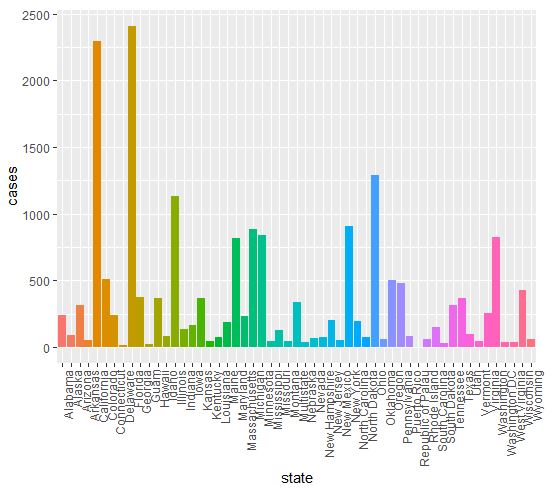 2500
2000
1500
1000
500
0
cases
Alabama
Alaska
Arizona
Arkansas
California
Colorado
Connecticut
Delaware
Florida
Georgia
Guam
Hawaii
Idaho
Illinois
Indiana
Iowa
Kansas
Kentucky
Louisiana
Maine
Maryland
Massachusetts
Michigan
Minnesota
Mississippi
Missouri
Montana
Multistate
Nebraska
Nevada
New Hampshire
New Jersey
New Mexico
New York
North Carolina
North Dakota
Ohio
Oklahoma
Oregon
Pennsylvania
Puerto Rico
Republic of Palau
Rhode Island
South Carolina
South Dakota
Tennessee
Texas
Utah
Vermont
Virginia
Washington
Washington DC
West Virginia
Wisconsin
Wyoming
state